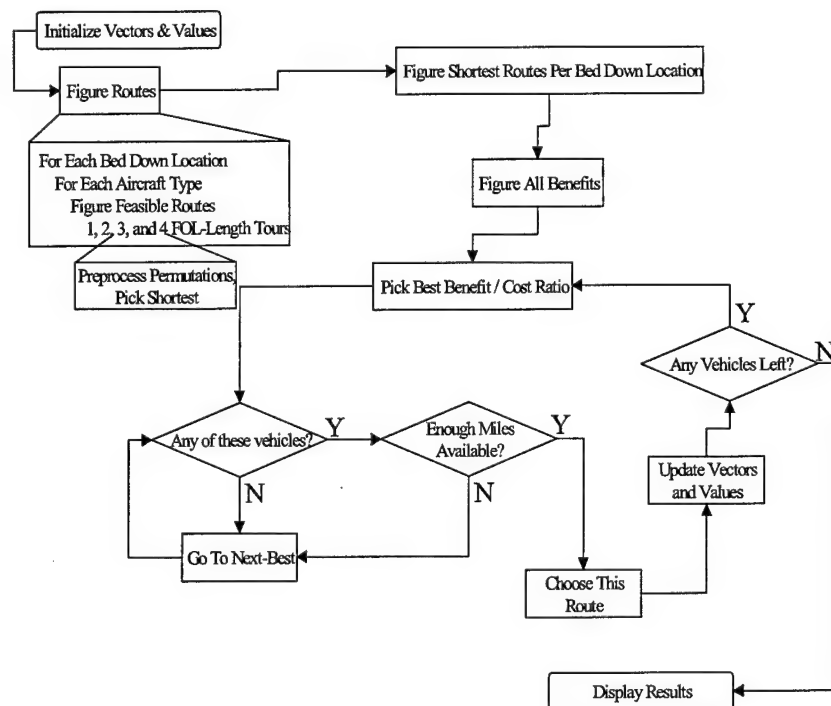 Initialize Vectors & Values
Figure Routes
Figure Shortest Routes Per Bed Down Location
For Each Bed Down Location
For Each Aircraft Type
Figure Feasible Routes
1, 2, 3, and 4 FOL-Length Tours
Preprocess Permutations,
Pick Shortest
Figure All Benefits
Pick Best Benefit / Cost Ratio
Y
N
Any Vehicles Left?
Any of these vehicles?
Y
Enough Miles
Available?
Y
N
N
Update Vectors
and Values
Go To Next-Best
Choose This
Route
Display Results